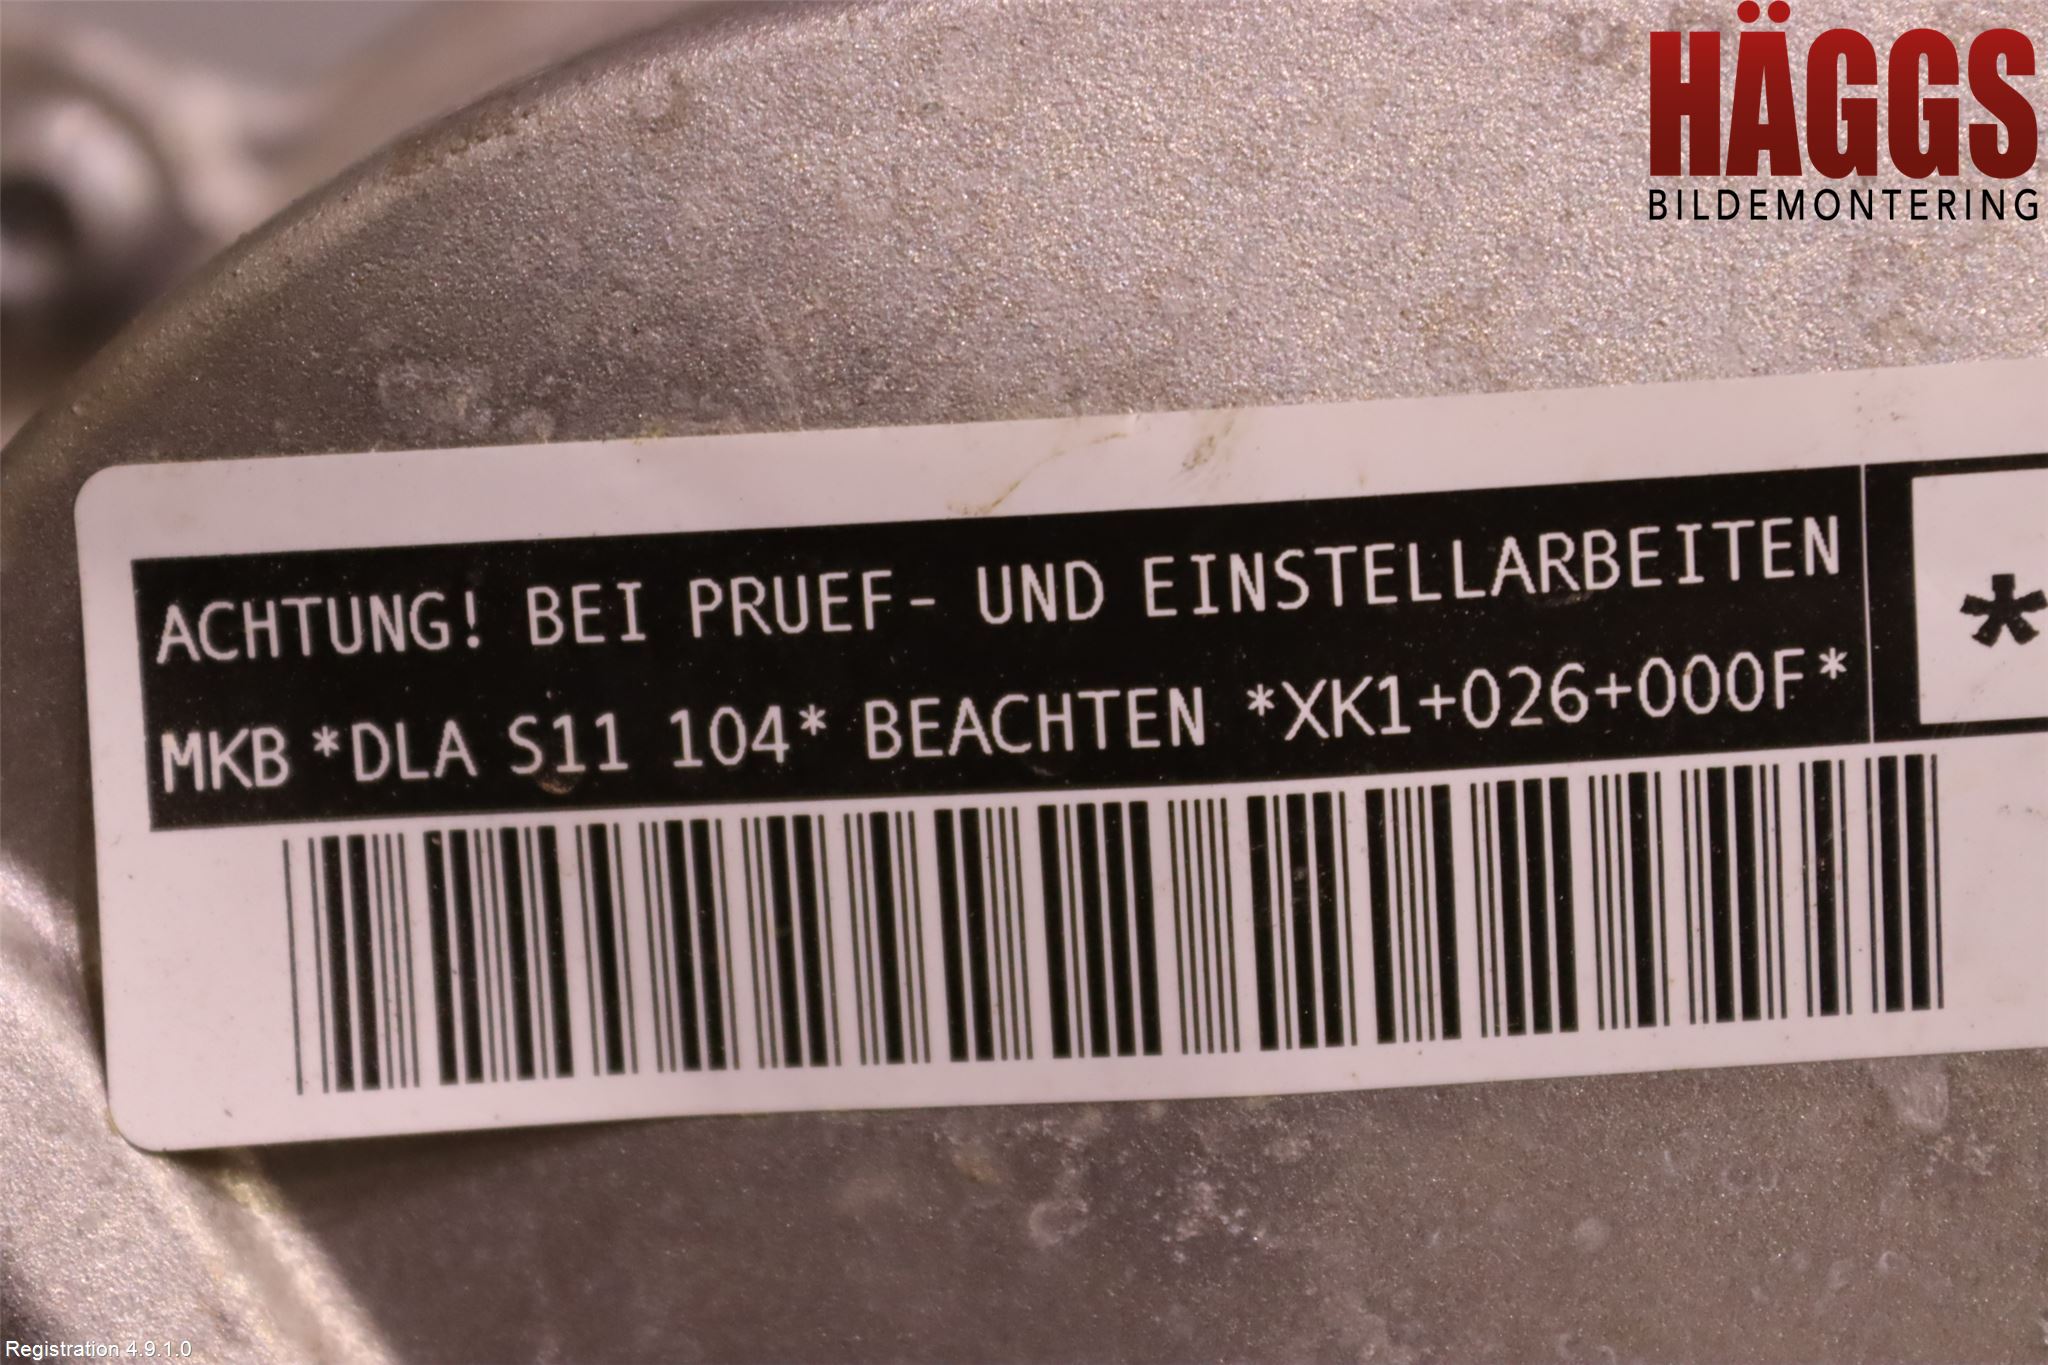 HÄGGS
BILDEMONTERING
ACHTUNG! BEI PRUEF- UND EINSTELLARBEITEN
MKB *DLA S11 104* BEACHTEN *XK1+026+000F*
*
Registration 4.9.1.0